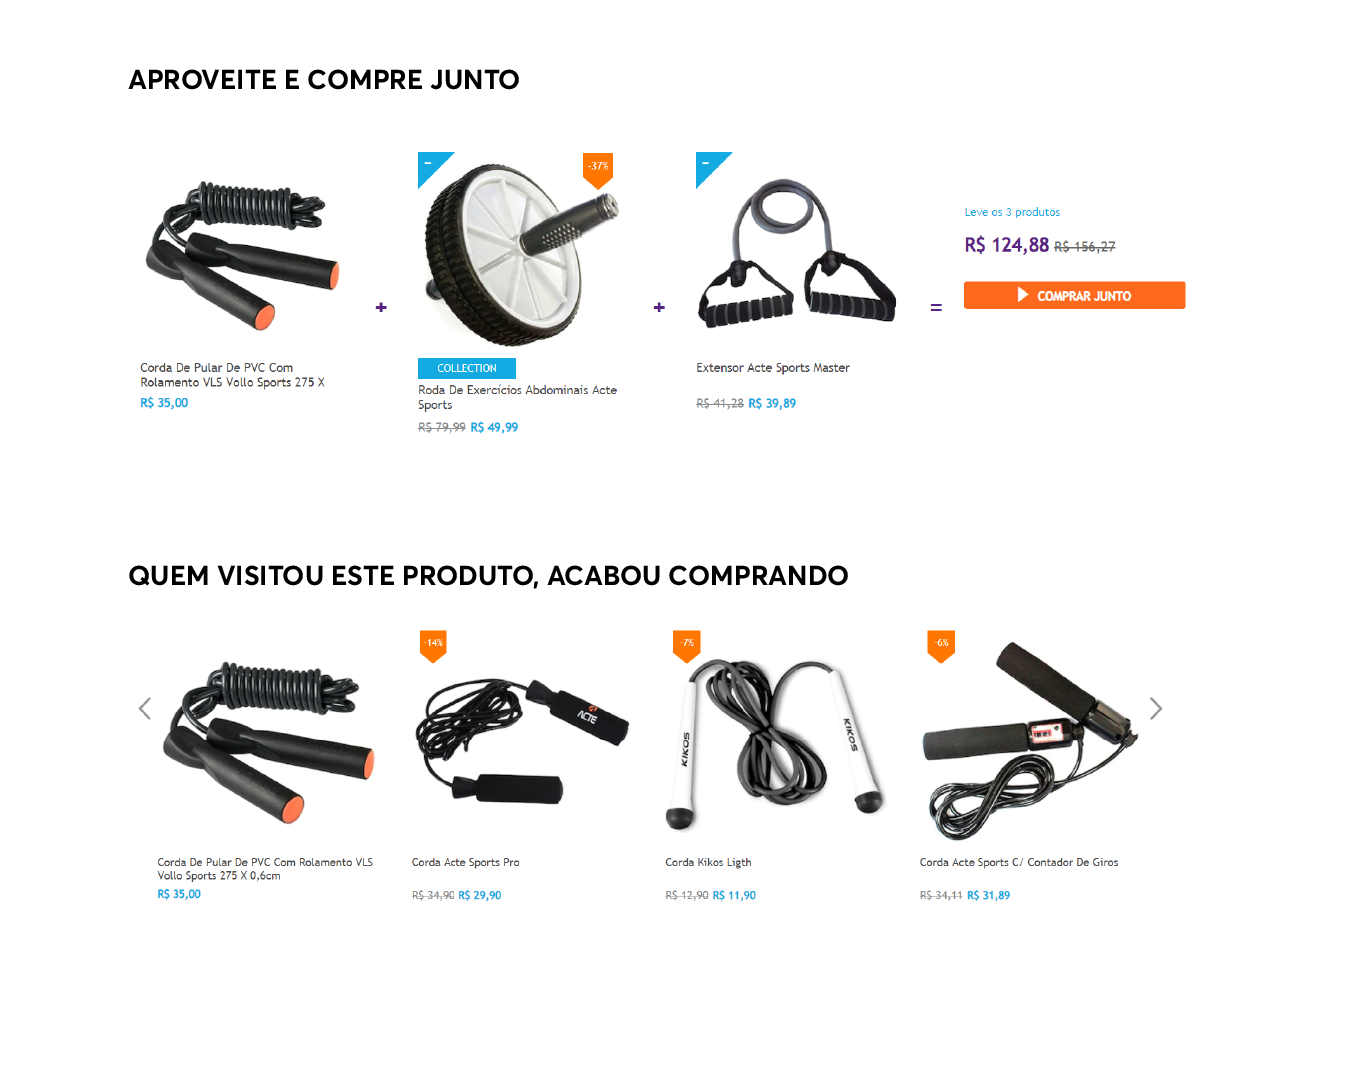 APROVEITE E COMPRE JUNTO
-
-37%
-
Leve os 3 produtos
R$ 124,88 R$ 156,27
+
+
=
COMPRAR JUNTO
Corda De Pular De PVC Com
Rolamento VLS Vollo Sports 275 X
R$ 35,00
COLLECTION
Roda De Exercícios Abdominais Acte
Sports
R$ 79,99 R$ 49,99
Extensor Acte Sports Master
R$ 41,28 R$ 39,89
QUEM VISITOU ESTE PRODUTO, ACABOU COMPRANDO
-14%
-7%
-6%
ACTE
KIKOS
KIKOS
Corda De Pular De PVC Com Rolamento VLS
Vollo Sports 275 X 0,6cm
R$ 35,00
Corda Acte Sports Pro
R$ 34,90 R$ 29,90
Corda Kikos Ligth
R$ 12,90 R$ 11,90
Corda Acte Sports C/ Contador De Giros
R$ 34,11 R$ 31,89